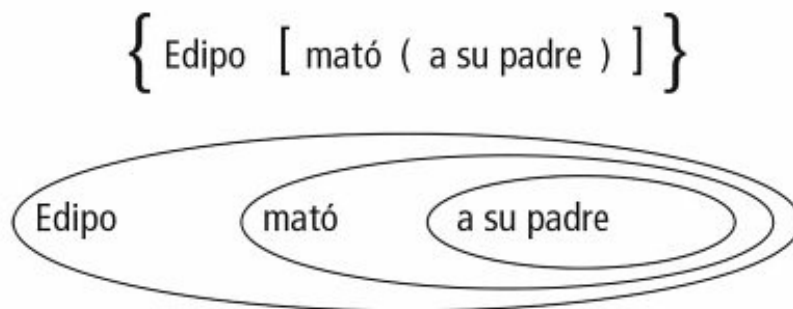 { Edipo [ mató ( a su padre ) ] }
Edipo mató a su padre